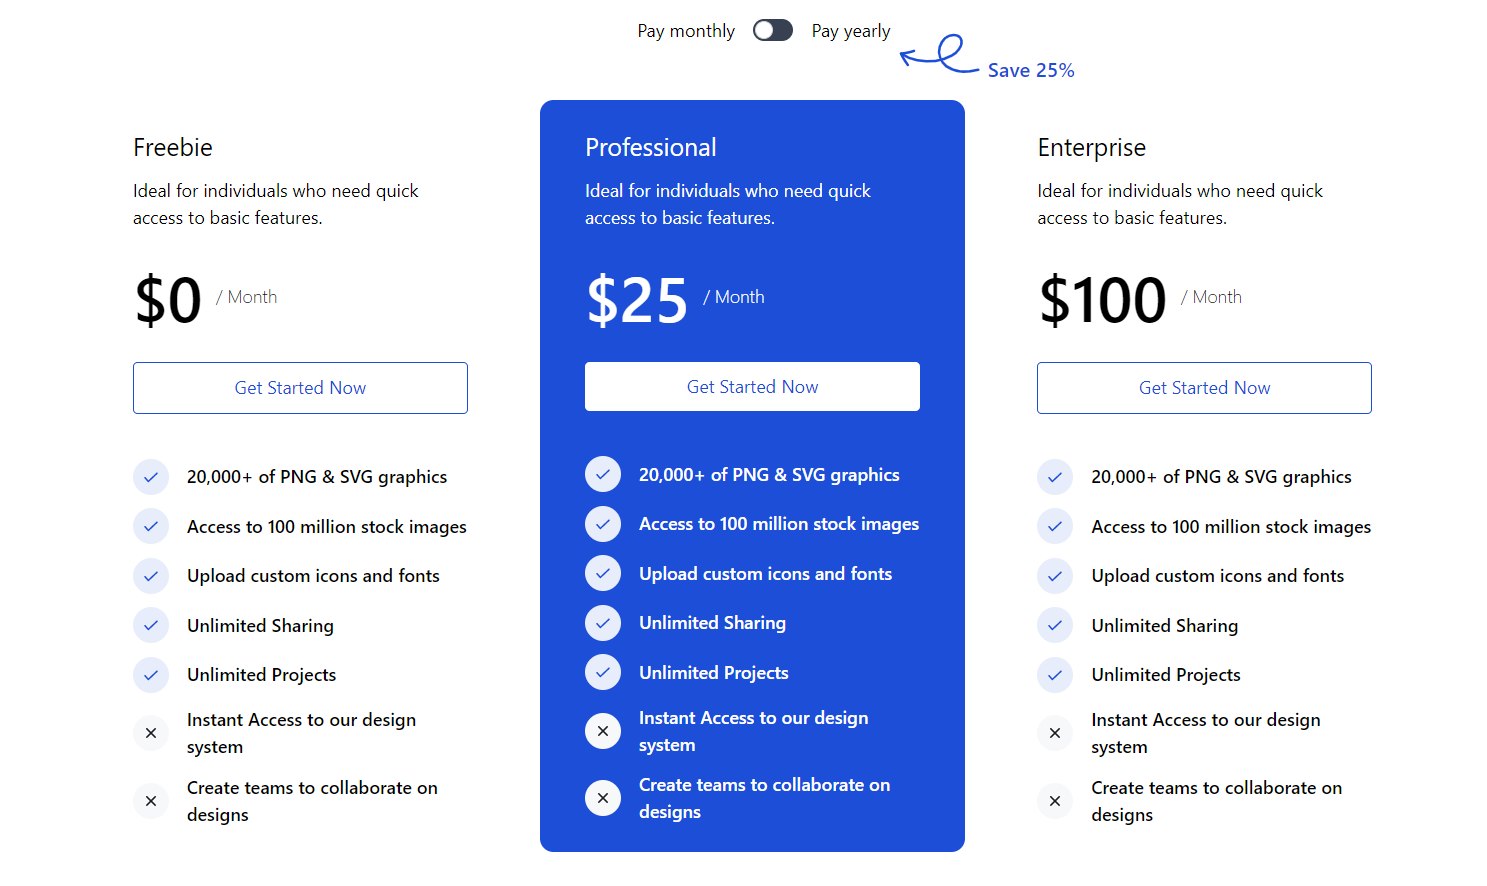 Pay monthly
Pay yearly
Save 25%
Freebie
Ideal for individuals who need quick
access to basic features.
$0 / Month
Get Started Now
20,000+ of PNG & SVG graphics
Access to 100 million stock images
Upload custom icons and fonts
Unlimited Sharing
Unlimited Projects
Instant Access to our design
system
Create teams to collaborate on
designs
Professional
Ideal for individuals who need quick
access to basic features.
$25 / Month
Get Started Now
20,000+ of PNG & SVG graphics
Access to 100 million stock images
Upload custom icons and fonts
Unlimited Sharing
Unlimited Projects
Instant Access to our design
system
Create teams to collaborate on
designs
Enterprise
Ideal for individuals who need quick
access to basic features.
$100 / Month
Get Started Now
20,000+ of PNG & SVG graphics
Access to 100 million stock images
Upload custom icons and fonts
Unlimited Sharing
Unlimited Projects
Instant Access to our design
system
Create teams to collaborate on
designs